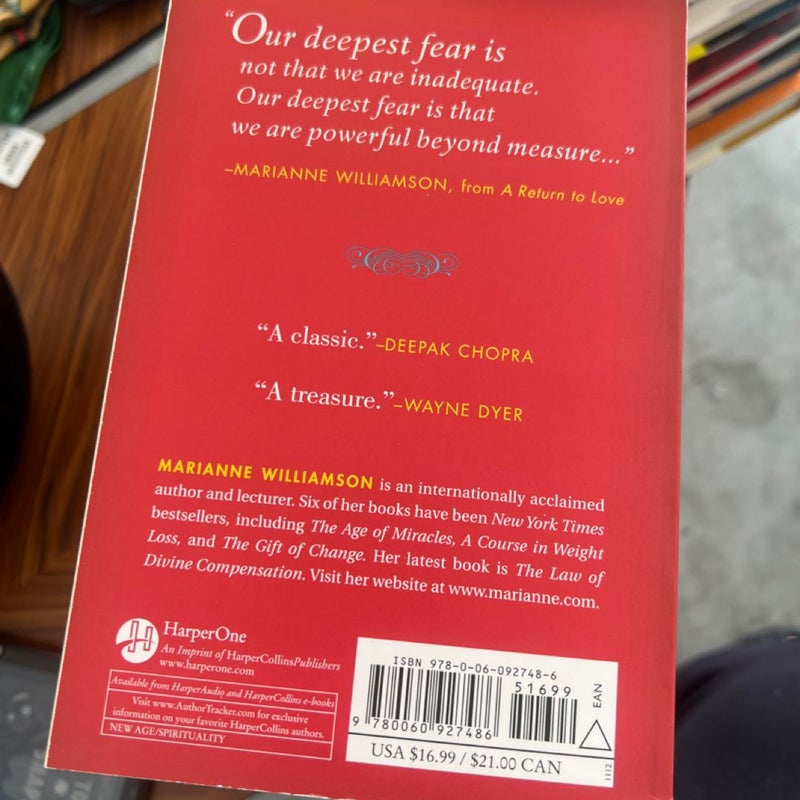 “Our deepest fear is
not that we are inadequate.
Our deepest fear is that
we are powerful beyond measure...”
–MARIANNE WILLIAMSON, from A Return to Love
“A classic.”–DEEPAK CHOPRA
“A treasure.”–WAYNE DYER
MARIANNE WILLIAMSON is an internationally acclaimed
author and lecturer. Six of her books have been New York Times
bestsellers, including The Age of Miracles, A Course in Weight
Loss, and The Gift of Change. Her latest book is The Law of
Divine Compensation. Visit her website at www.marianne.com.
HarperOne
An Imprint of HarperCollinsPublishers
www.harperone.com
Available from HarperAudio and HarperCollins e-books
Visit www.AuthorTracker.com for exclusive
information on your favorite HarperCollins authors.
NEW AGE/SPIRITUALITY
ISBN 978-0-06-092748-6
51699
EAN
9 780060 927486
USA $16.99 / $21.00 CAN
1112